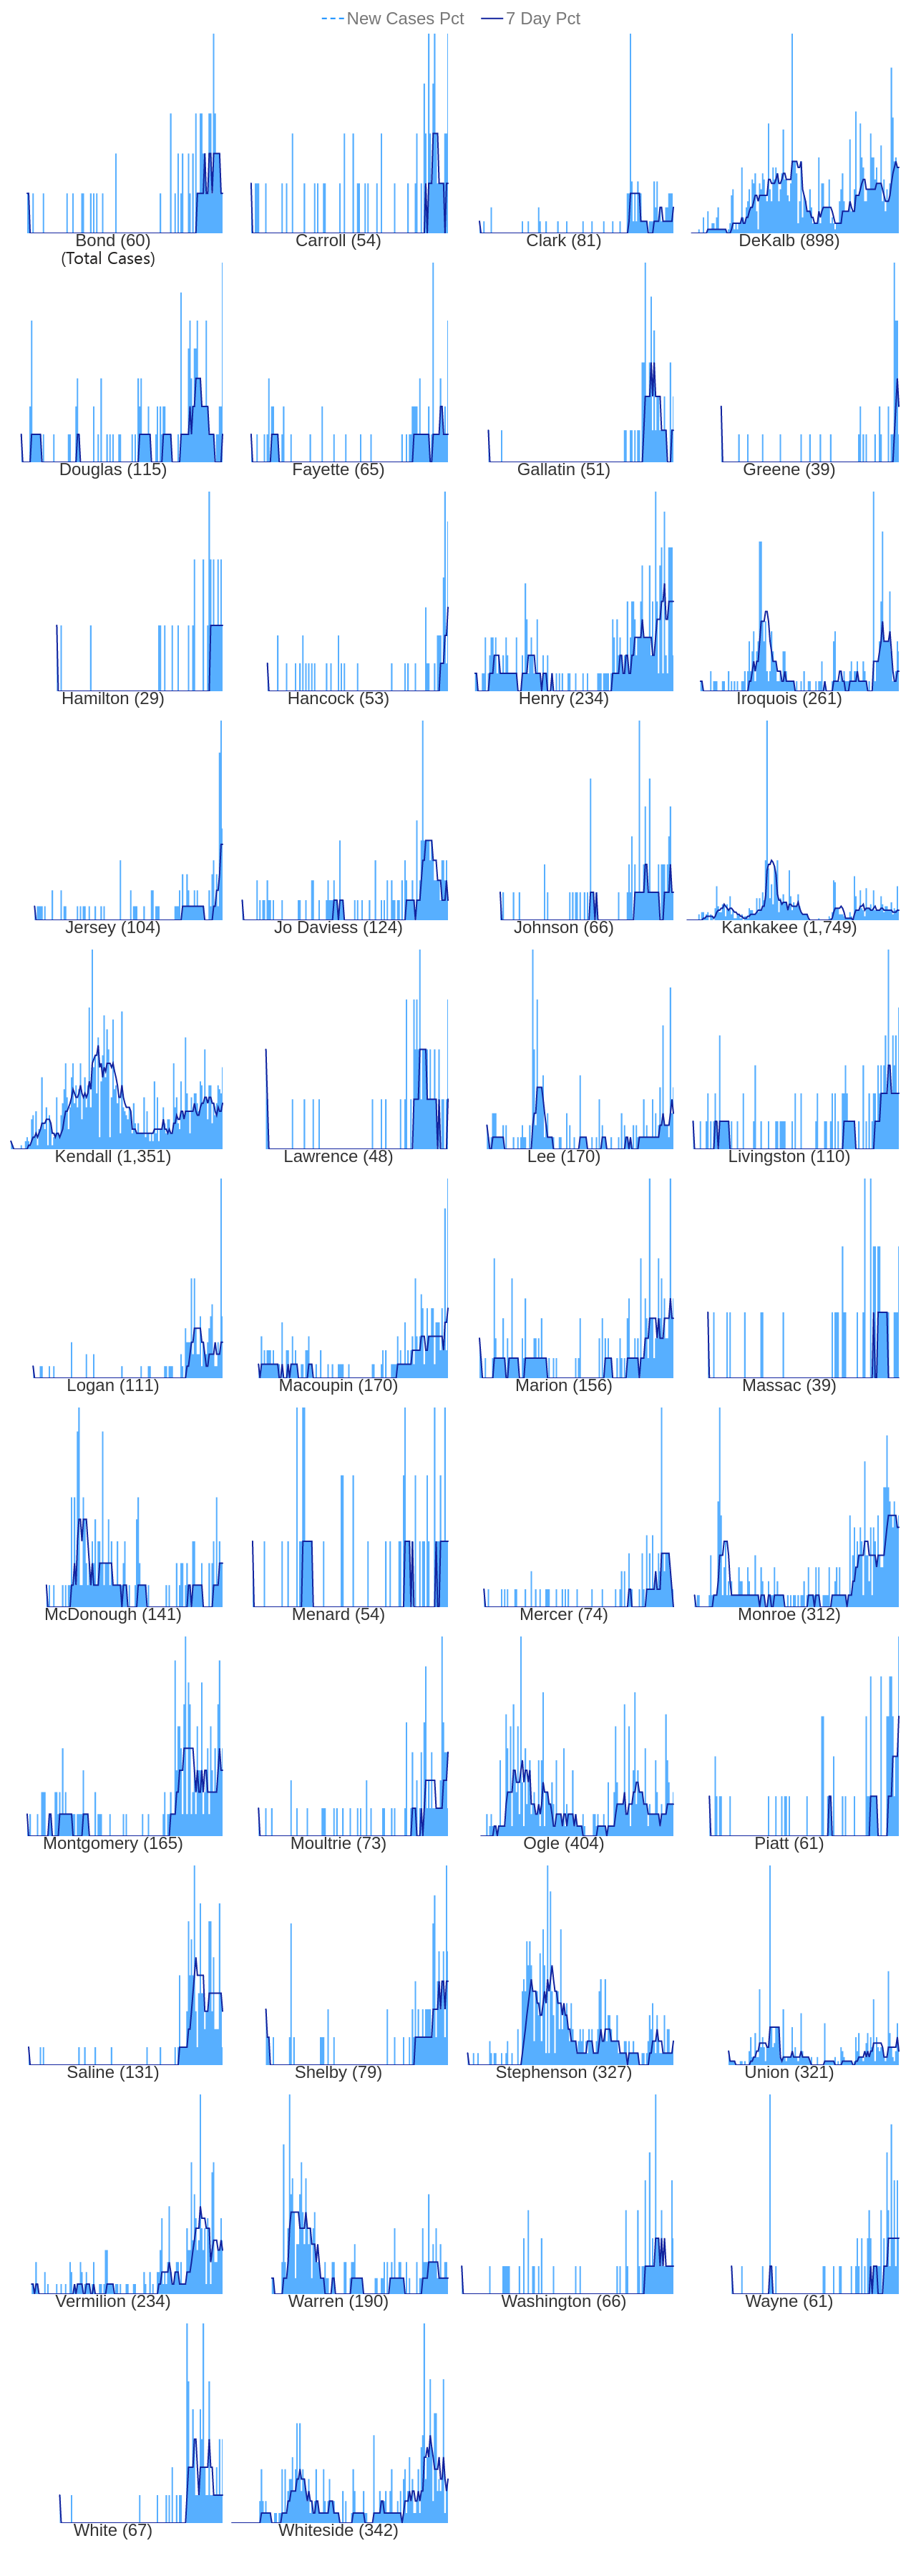 New Cases Pct 7 Day Pct
Bond (60) Carroll (54) Clark (81) DeKalb (898)
(Total Cases)
Douglas (115) Fayette (65) Gallatin (51) Greene (39)
Hamilton (29) Hancock (53) Henry (234) Iroquois (261)
Jersey (104) Jo Daviess (124) Johnson (66) Kankakee (1,749)
Kendall (1,351) Lawrence (48) Lee (170) Livingston (110)
Logan (111) Macoupin (170) Marion (156) Massac (39)
McDonough (141) Menard (54) Mercer (74) Monroe (312)
Montgomery (165) Moultrie (73) Ogle (404) Piatt (61)
Saline (131) Shelby (79) Stephenson (327) Union (321)
Vermilion (234) Warren (190) Washington (66) Wayne (61)
White (67) Whiteside (342)